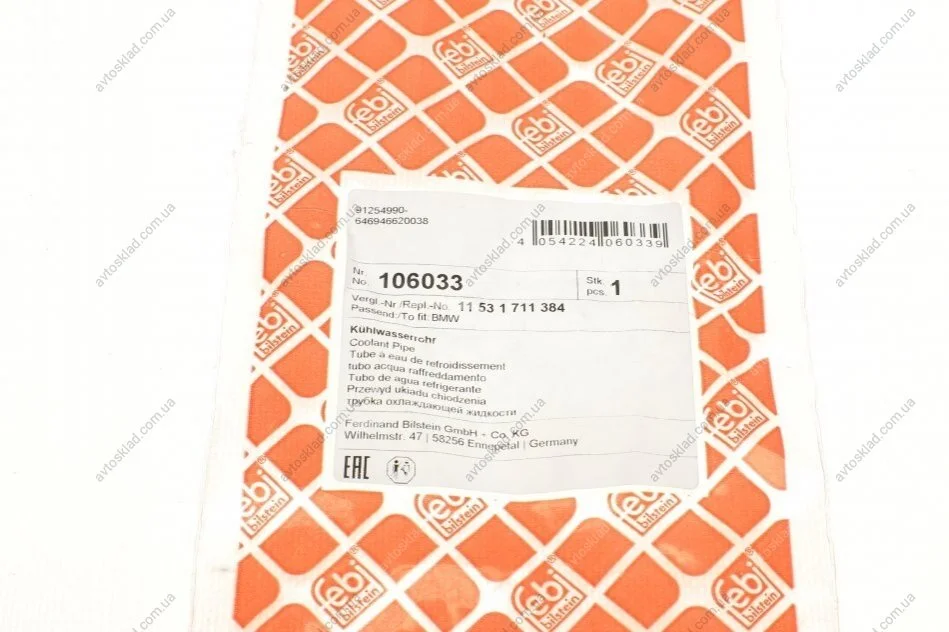 91254990-
646946620038
4 054224 060339
Nr.
No. 106033
Stk.
pcs. 1
Vergl.-Nr./Repl.-No. 11 53 1 711 384
Passend:/To fit: BMW
Kühlwasserrohr
Coolant Pipe
Tube à eau de refroidissement
tubo acqua raffreddamento
Tubo de agua refrigerante
Przewyd ukiadu chiodzenia
трубка охлаждающей жидкости
Ferdinand Bilstein GmbH + Co. KG
Wilhelmstr. 47 | 58256 Ennepetal | Germany
EAC
febi
bilstein
avtosklad.com.ua